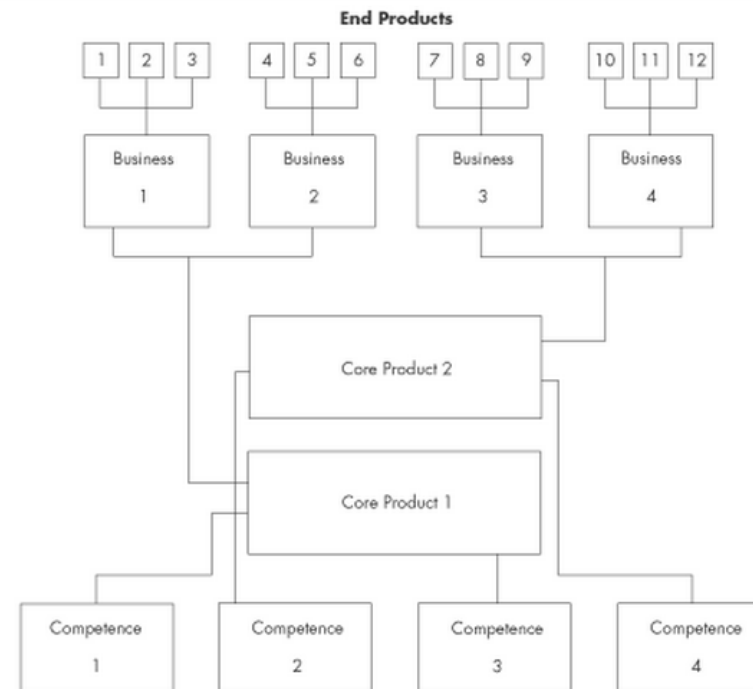 End Products
1 2 3 4 5 6 7 8 9 10 11 12
Business Business Business Business
1 2 3 4
Core Product 2
Core Product 1
Competence Competence Competence Competence
1 2 3 4